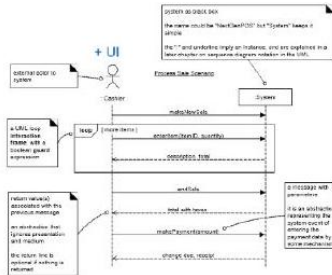 system as black box
the name could be "NextGenPOS" but "System" keeps it
simple
the ":" and underline imply an instance, and are explained in a
later chapter on sequence diagram notation in the UML
+ UI
external actor to
system
Process Sale Scenario
: Cashier
: System
makeNewSale
a UML loop
interaction
frame, with a
boolean guard
expression
loop
[ more items ]
enterItem(itemID, quantity)
description, total
endSale
return value(s)
associated with the
previous message
an abstraction that
ignores presentation
and medium
the return line is
optional if nothing is
returned
total with taxes
makePayment(amount)
change due, receipt
a message with
parameters
it is an abstraction
representing the
system event of
entering the
payment data by
some mechanism